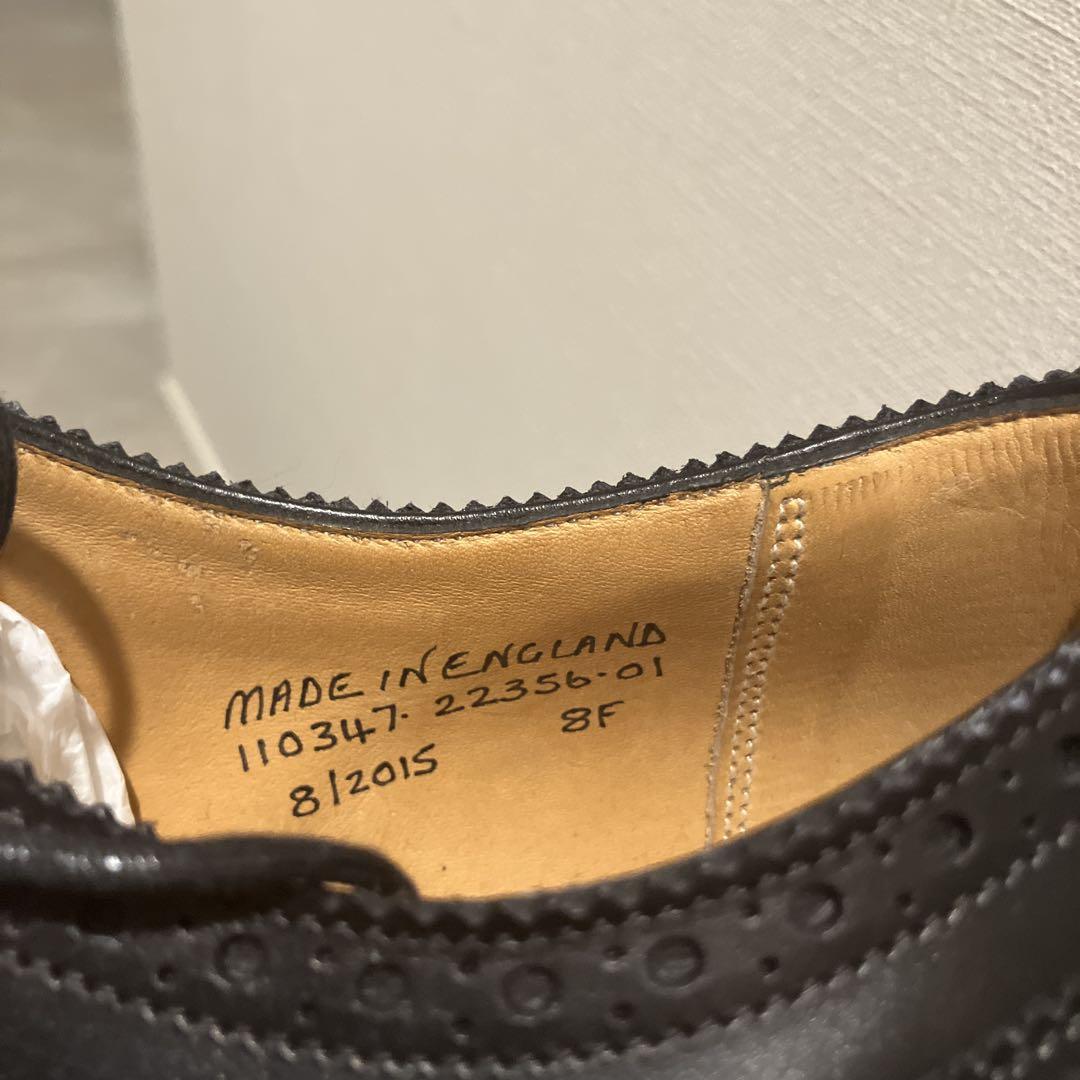 MADE IN ENGLAND
110347. 22356-01
8/2015 8F